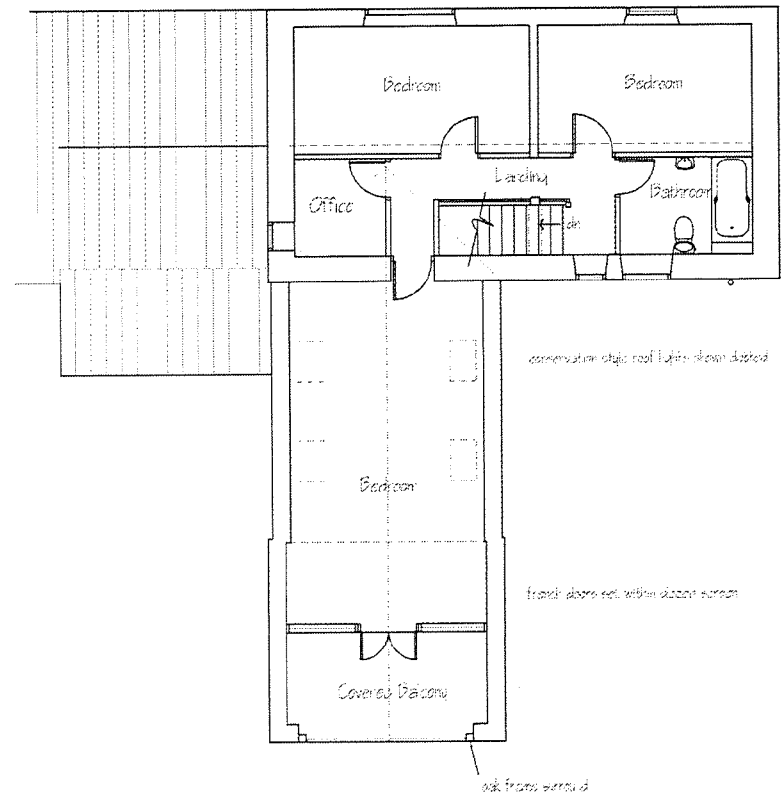 Bedroom
Bedroom
Landing
Office
Bathroom
dn
conservation style roof lights shown dashed
Bedroom
french doors set within glazed screen
Covered Balcony
oak frame surround